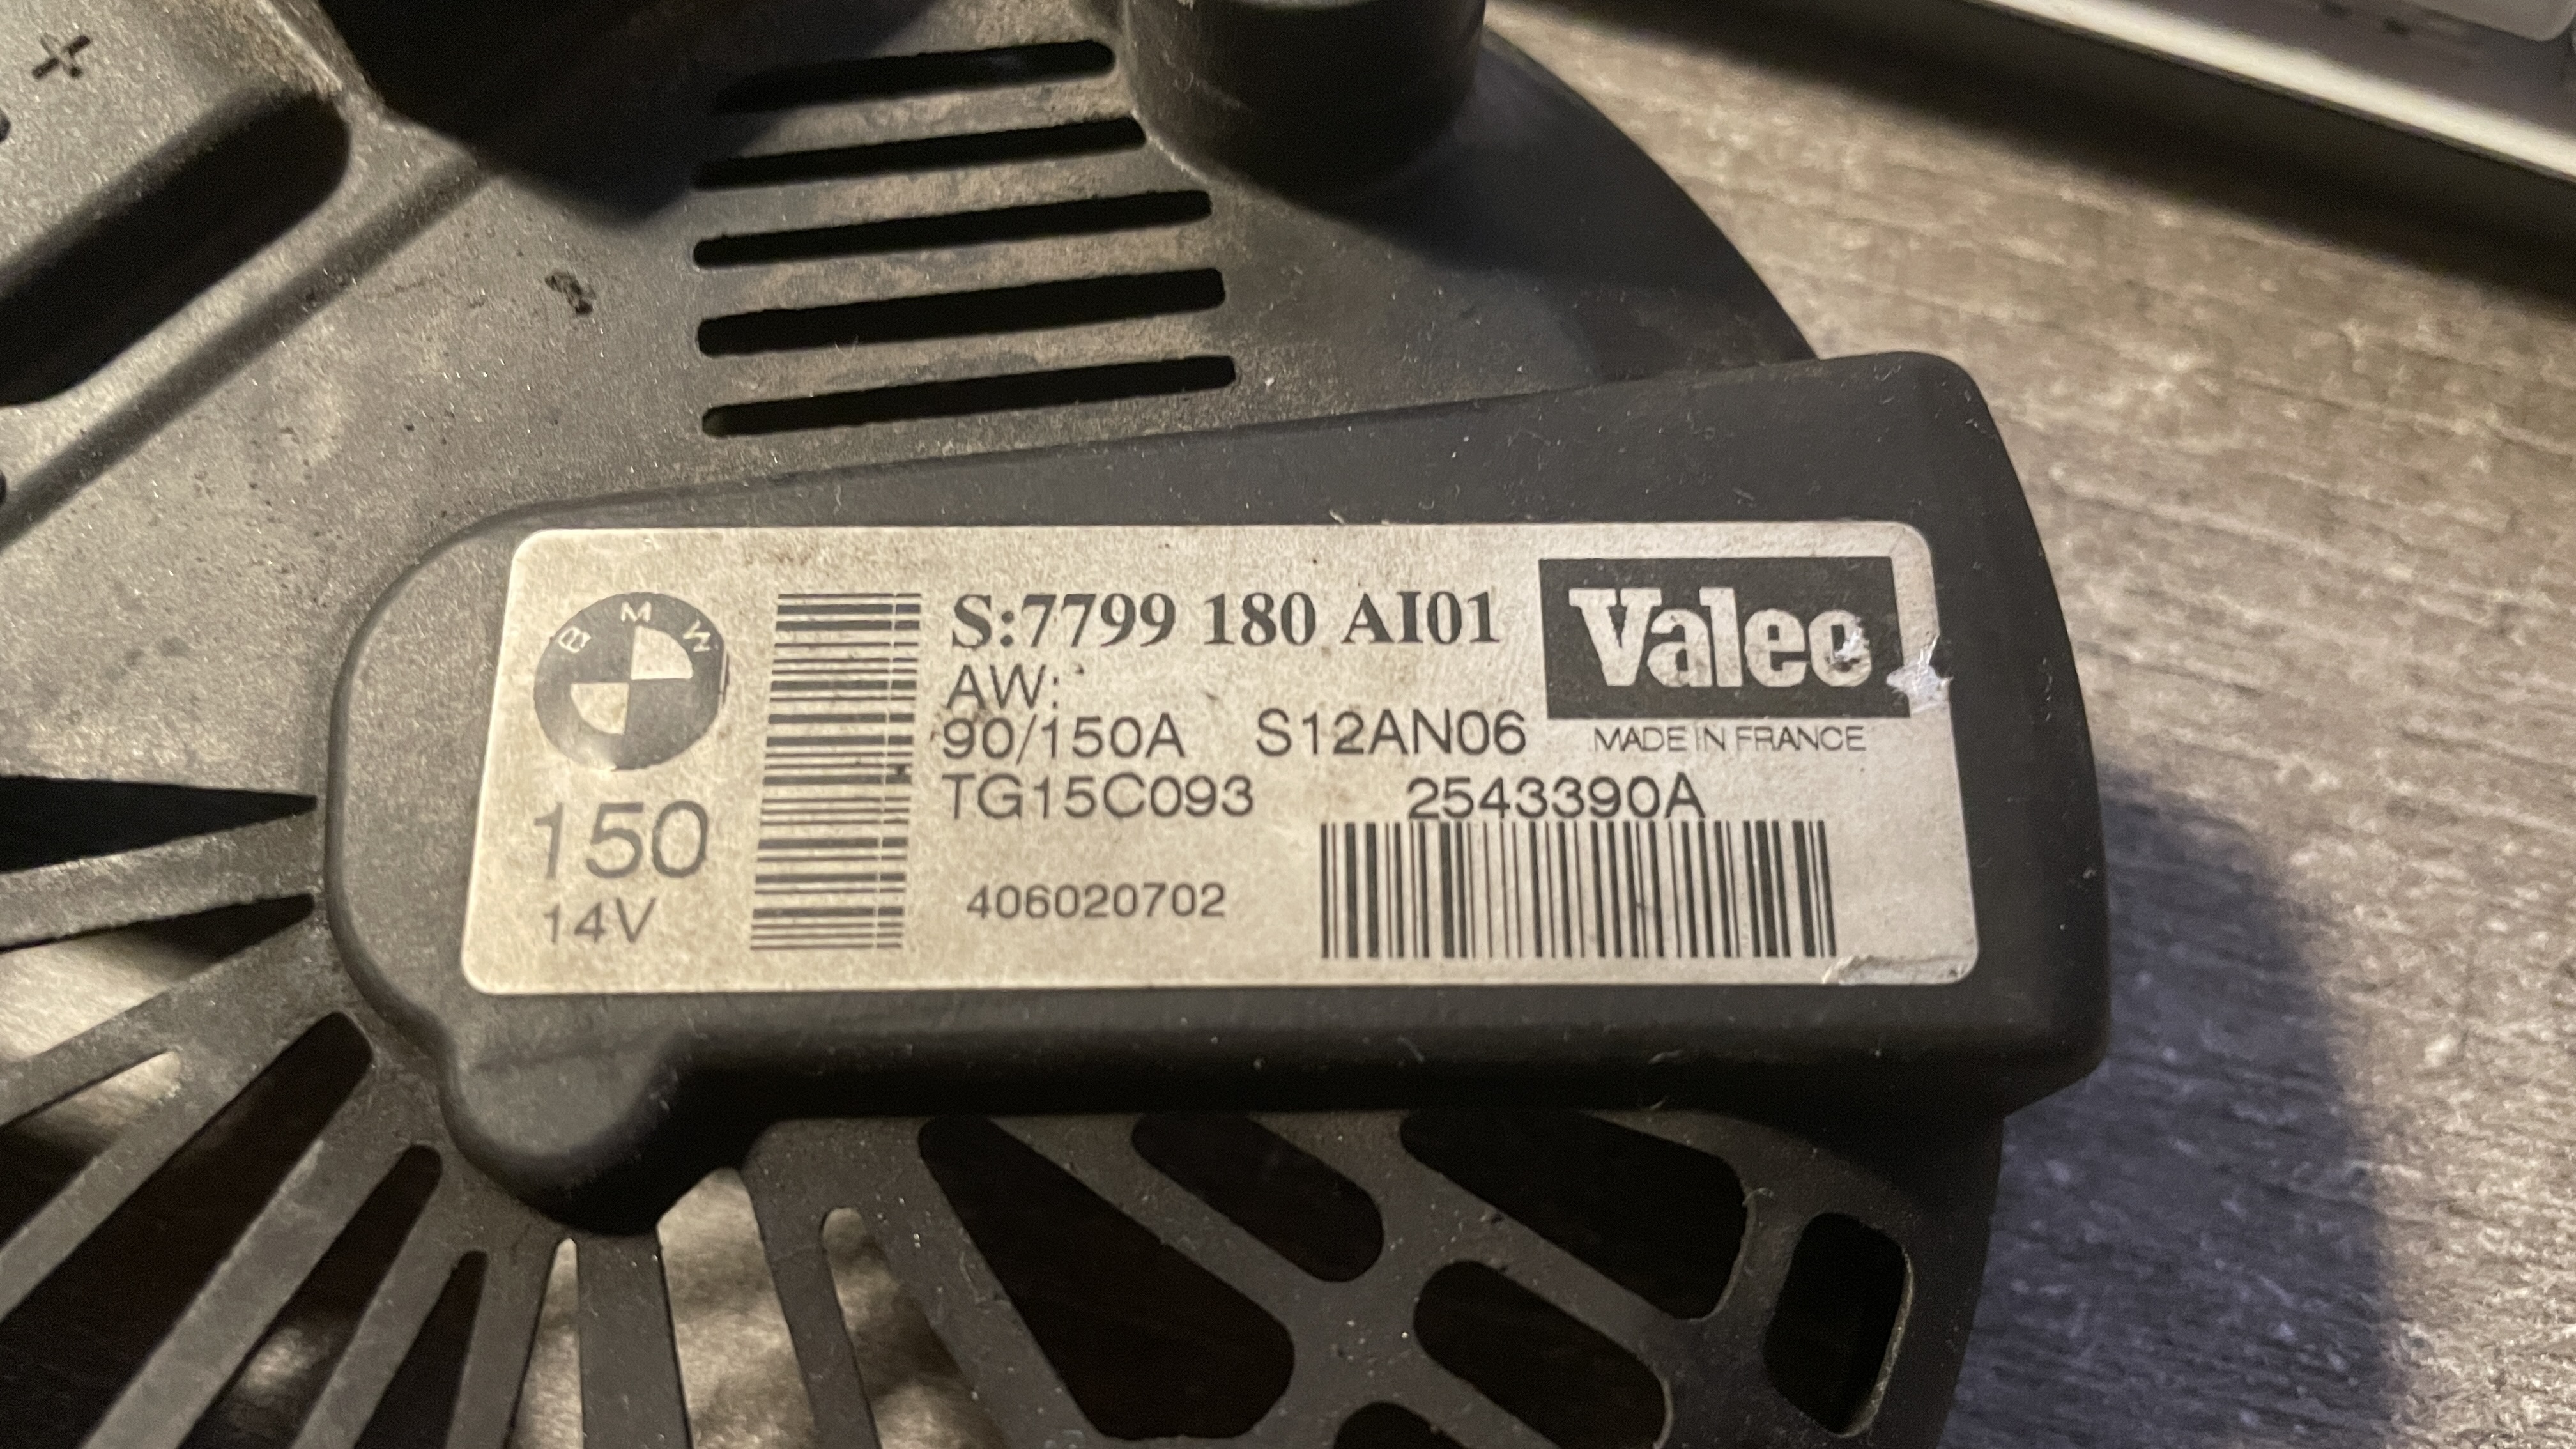 +
BMW
150
14V
S:7799 180 AI01
AW:
90/150A S12AN06
TG15C093 2543390A
406020702
Valeo
MADE IN FRANCE